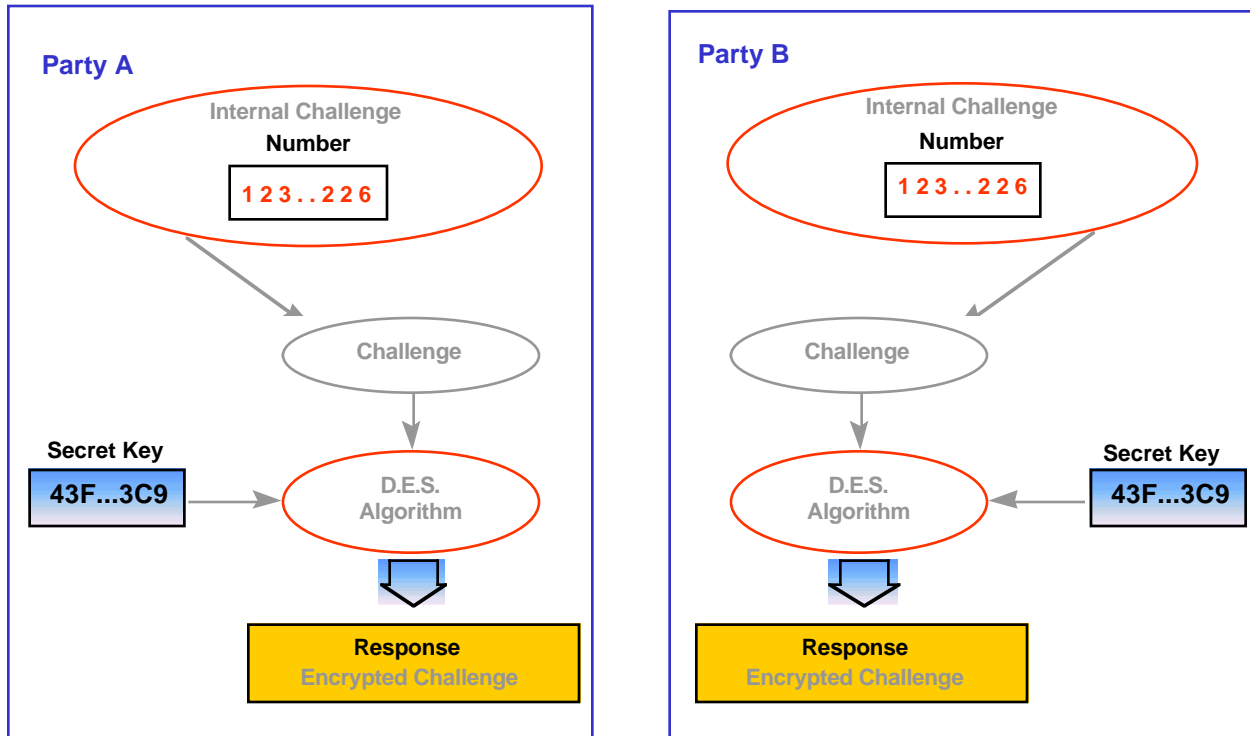 Party A
Internal Challenge
Number
1 2 3 . . 2 2 6
Challenge
Secret Key
43F...3C9
D.E.S.
Algorithm
Response
Encrypted Challenge
Party B
Internal Challenge
Number
1 2 3 . . 2 2 6
Challenge
Secret Key
43F...3C9
D.E.S.
Algorithm
Response
Encrypted Challenge